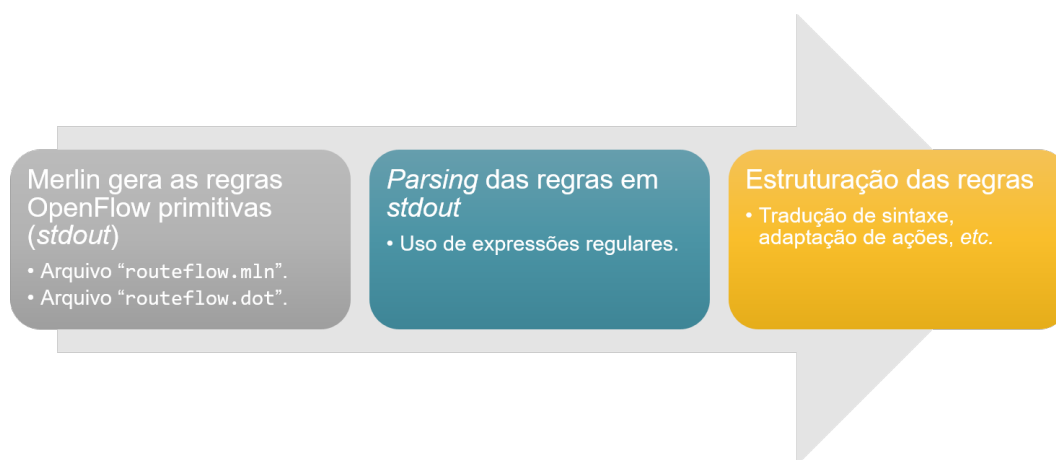 Merlin gera as regras
OpenFlow primitivas
(stdout)
• Arquivo “routeflow.mln”.
• Arquivo “routeflow.dot”.
Parsing das regras em
stdout
• Uso de expressões regulares.
Estruturação das regras
• Tradução de sintaxe,
adaptação de ações, etc.